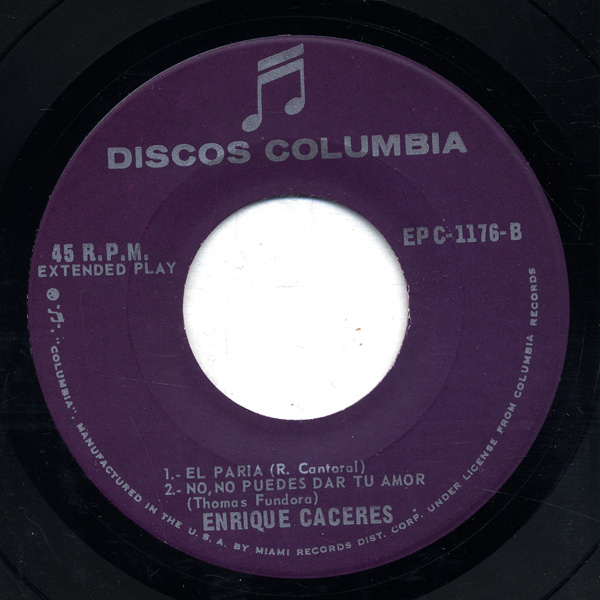 DISCOS COLUMBIA
45 R.P.M.
EXTENDED PLAY
EP C-1176-B
1.- EL PARIA (R. Cantoral)
2.- NO, NO PUEDES DAR TU AMOR
(Thomas Fundora)
ENRIQUE CACERES
"COLUMBIA", MANUFACTURED IN THE U.S.A. BY MIAMI RECORDS DIST. CORP. UNDER LICENSE FROM COLUMBIA RECORDS